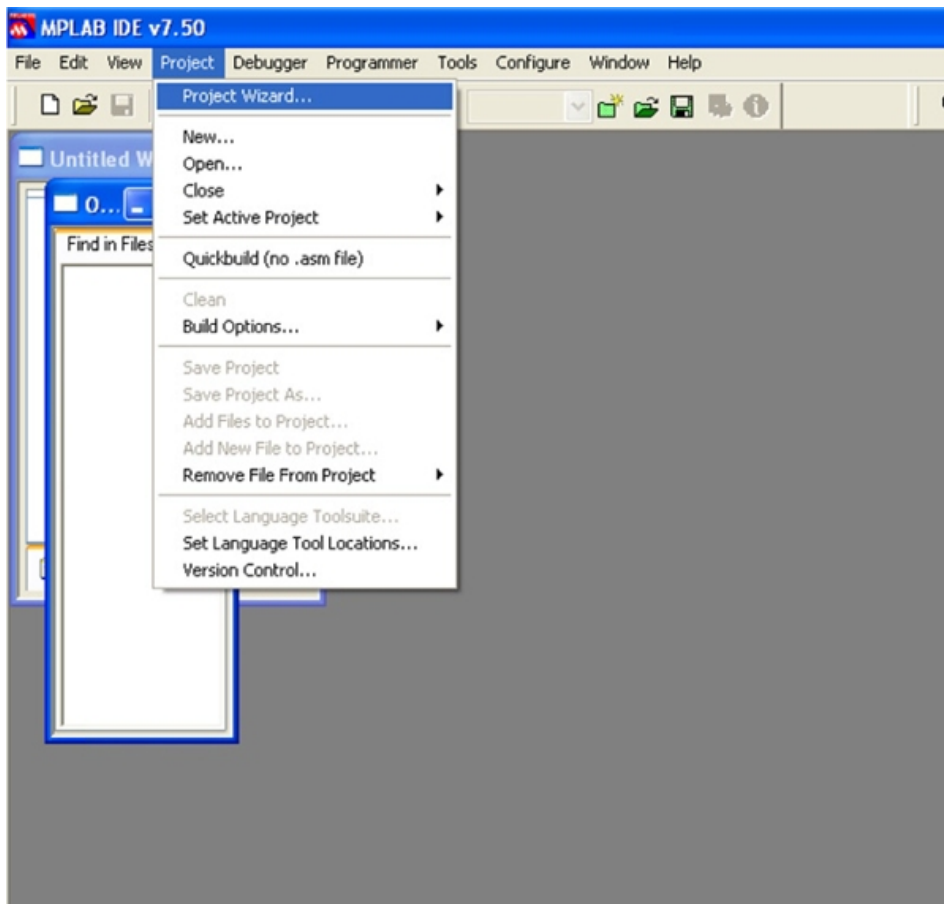 MPLAB IDE v7.50
File Edit View Project Debugger Programmer Tools Configure Window Help
Project Wizard...
New...
Open...
Close
Set Active Project
Quickbuild (no .asm file)
Clean
Build Options...
Save Project
Save Project As...
Add Files to Project...
Add New File to Project...
Remove File From Project
Select Language Toolsuite...
Set Language Tool Locations...
Version Control...
Untitled W
O...
Find in Files